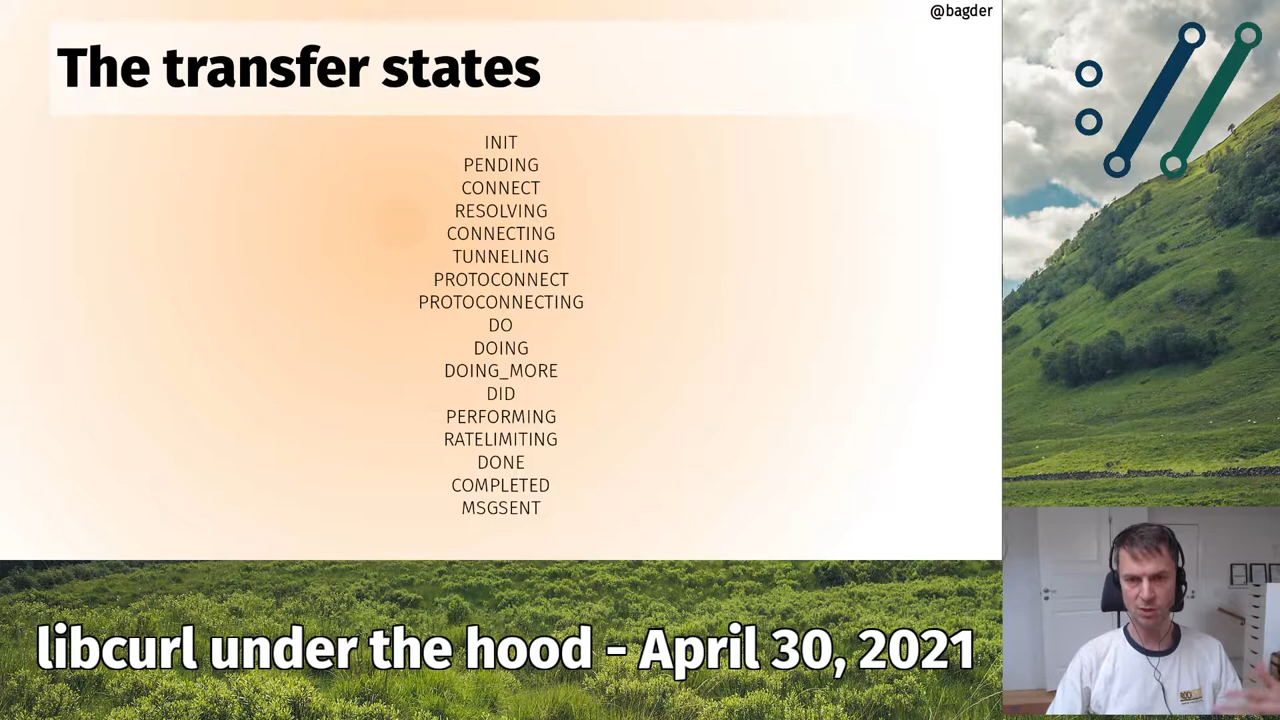 @bagder
The transfer states
INIT
PENDING
CONNECT
RESOLVING
CONNECTING
TUNNELING
PROTOCONNECT
PROTOCONNECTING
DO
DOING
DOING_MORE
DID
PERFORMING
RATELIMITING
DONE
COMPLETED
MSGSENT
libcurl under the hood - April 30, 2021